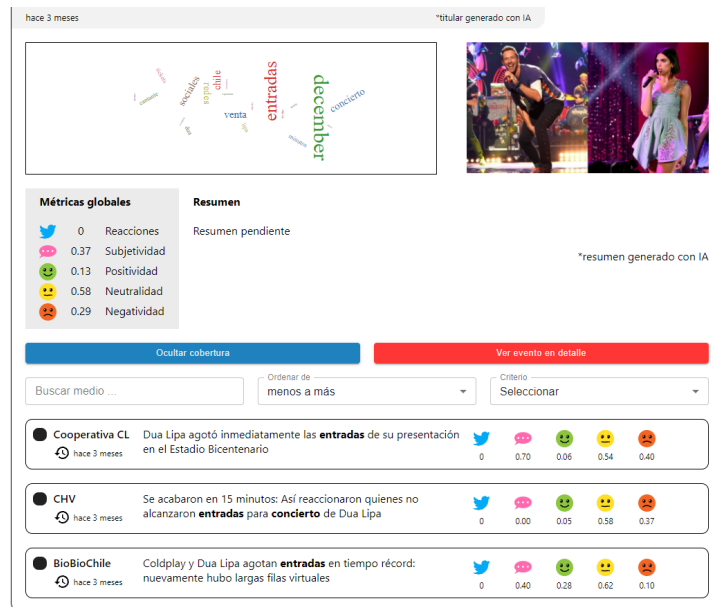 hace 3 meses
*titular generado con IA
sociales
chile
redes
venta
entradas
december
concierto
Métricas globales
0 Reacciones
0.37 Subjetividad
0.13 Positividad
0.58 Neutralidad
0.29 Negatividad
Resumen
Resumen pendiente
*resumen generado con IA
Ocultar cobertura
Ver evento en detalle
Buscar medio ...
Ordenar de
menos a más
Criterio
Seleccionar
Cooperativa CL
hace 3 meses
Dua Lipa agotó inmediatamente las entradas de su presentación
en el Estadio Bicentenario
0 0.70 0.06 0.54 0.40
CHV
hace 3 meses
Se acabaron en 15 minutos: Así reaccionaron quienes no
alcanzaron entradas para concierto de Dua Lipa
0 0.00 0.05 0.58 0.37
BioBioChile
hace 3 meses
Coldplay y Dua Lipa agotan entradas en tiempo récord:
nuevamente hubo largas filas virtuales
0 0.40 0.28 0.62 0.10